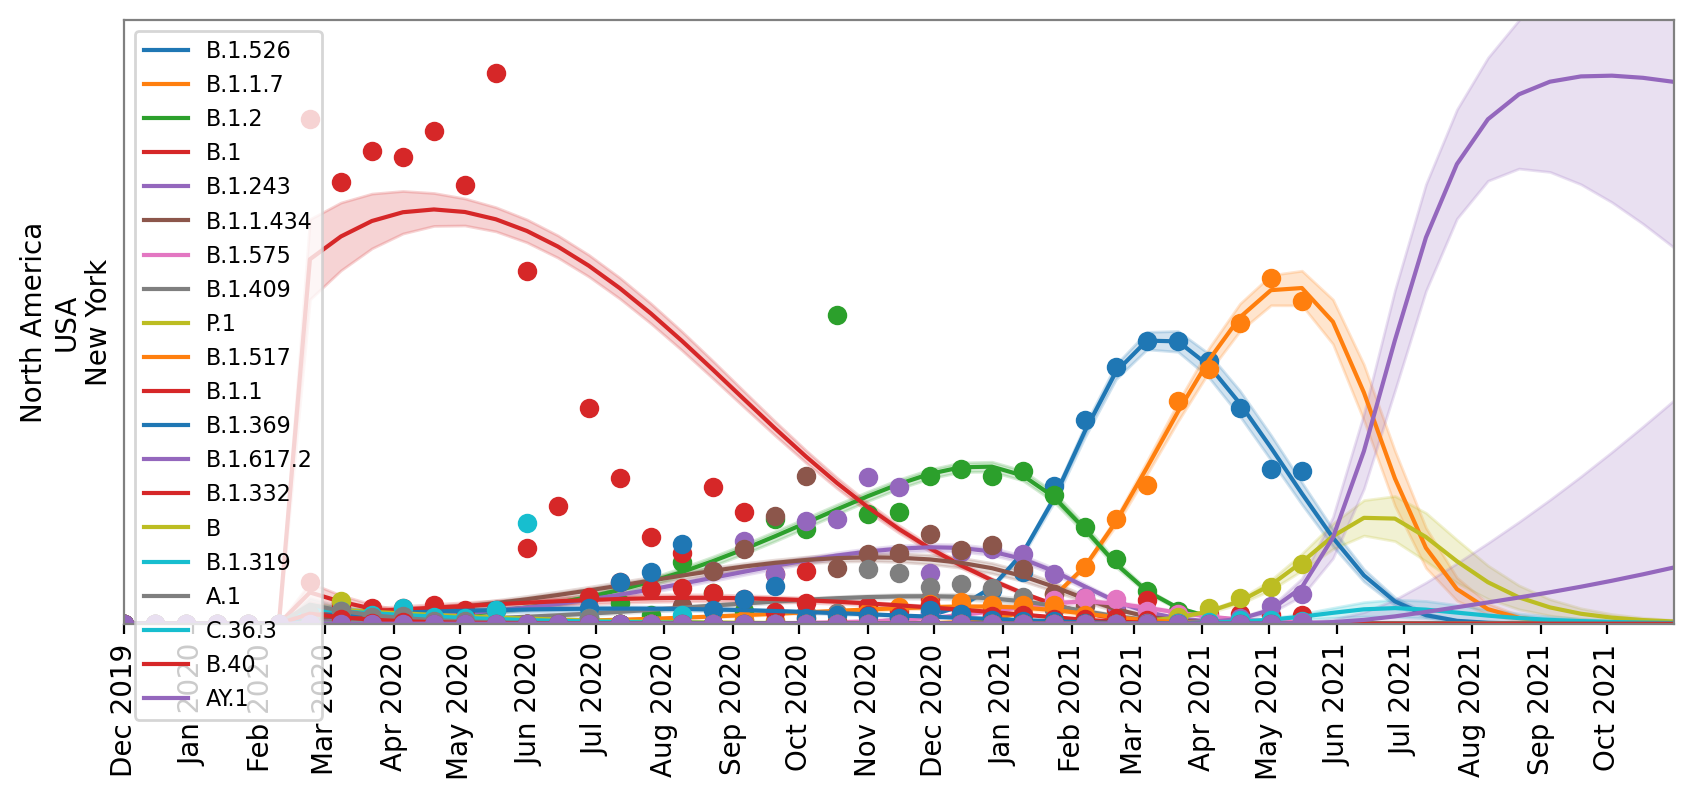 North America
USA
New York
B.1.526
B.1.1.7
B.1.2
B.1
B.1.243
B.1.1.434
B.1.575
B.1.409
P.1
B.1.517
B.1.1
B.1.369
B.1.617.2
B.1.332
B
B.1.319
A.1
C.36.3
B.40
AY.1
Dec 2019
Jan 2020
Feb 2020
Mar 2020
Apr 2020
May 2020
Jun 2020
Jul 2020
Aug 2020
Sep 2020
Oct 2020
Nov 2020
Dec 2020
Jan 2021
Feb 2021
Mar 2021
Apr 2021
May 2021
Jun 2021
Jul 2021
Aug 2021
Sep 2021
Oct 2021